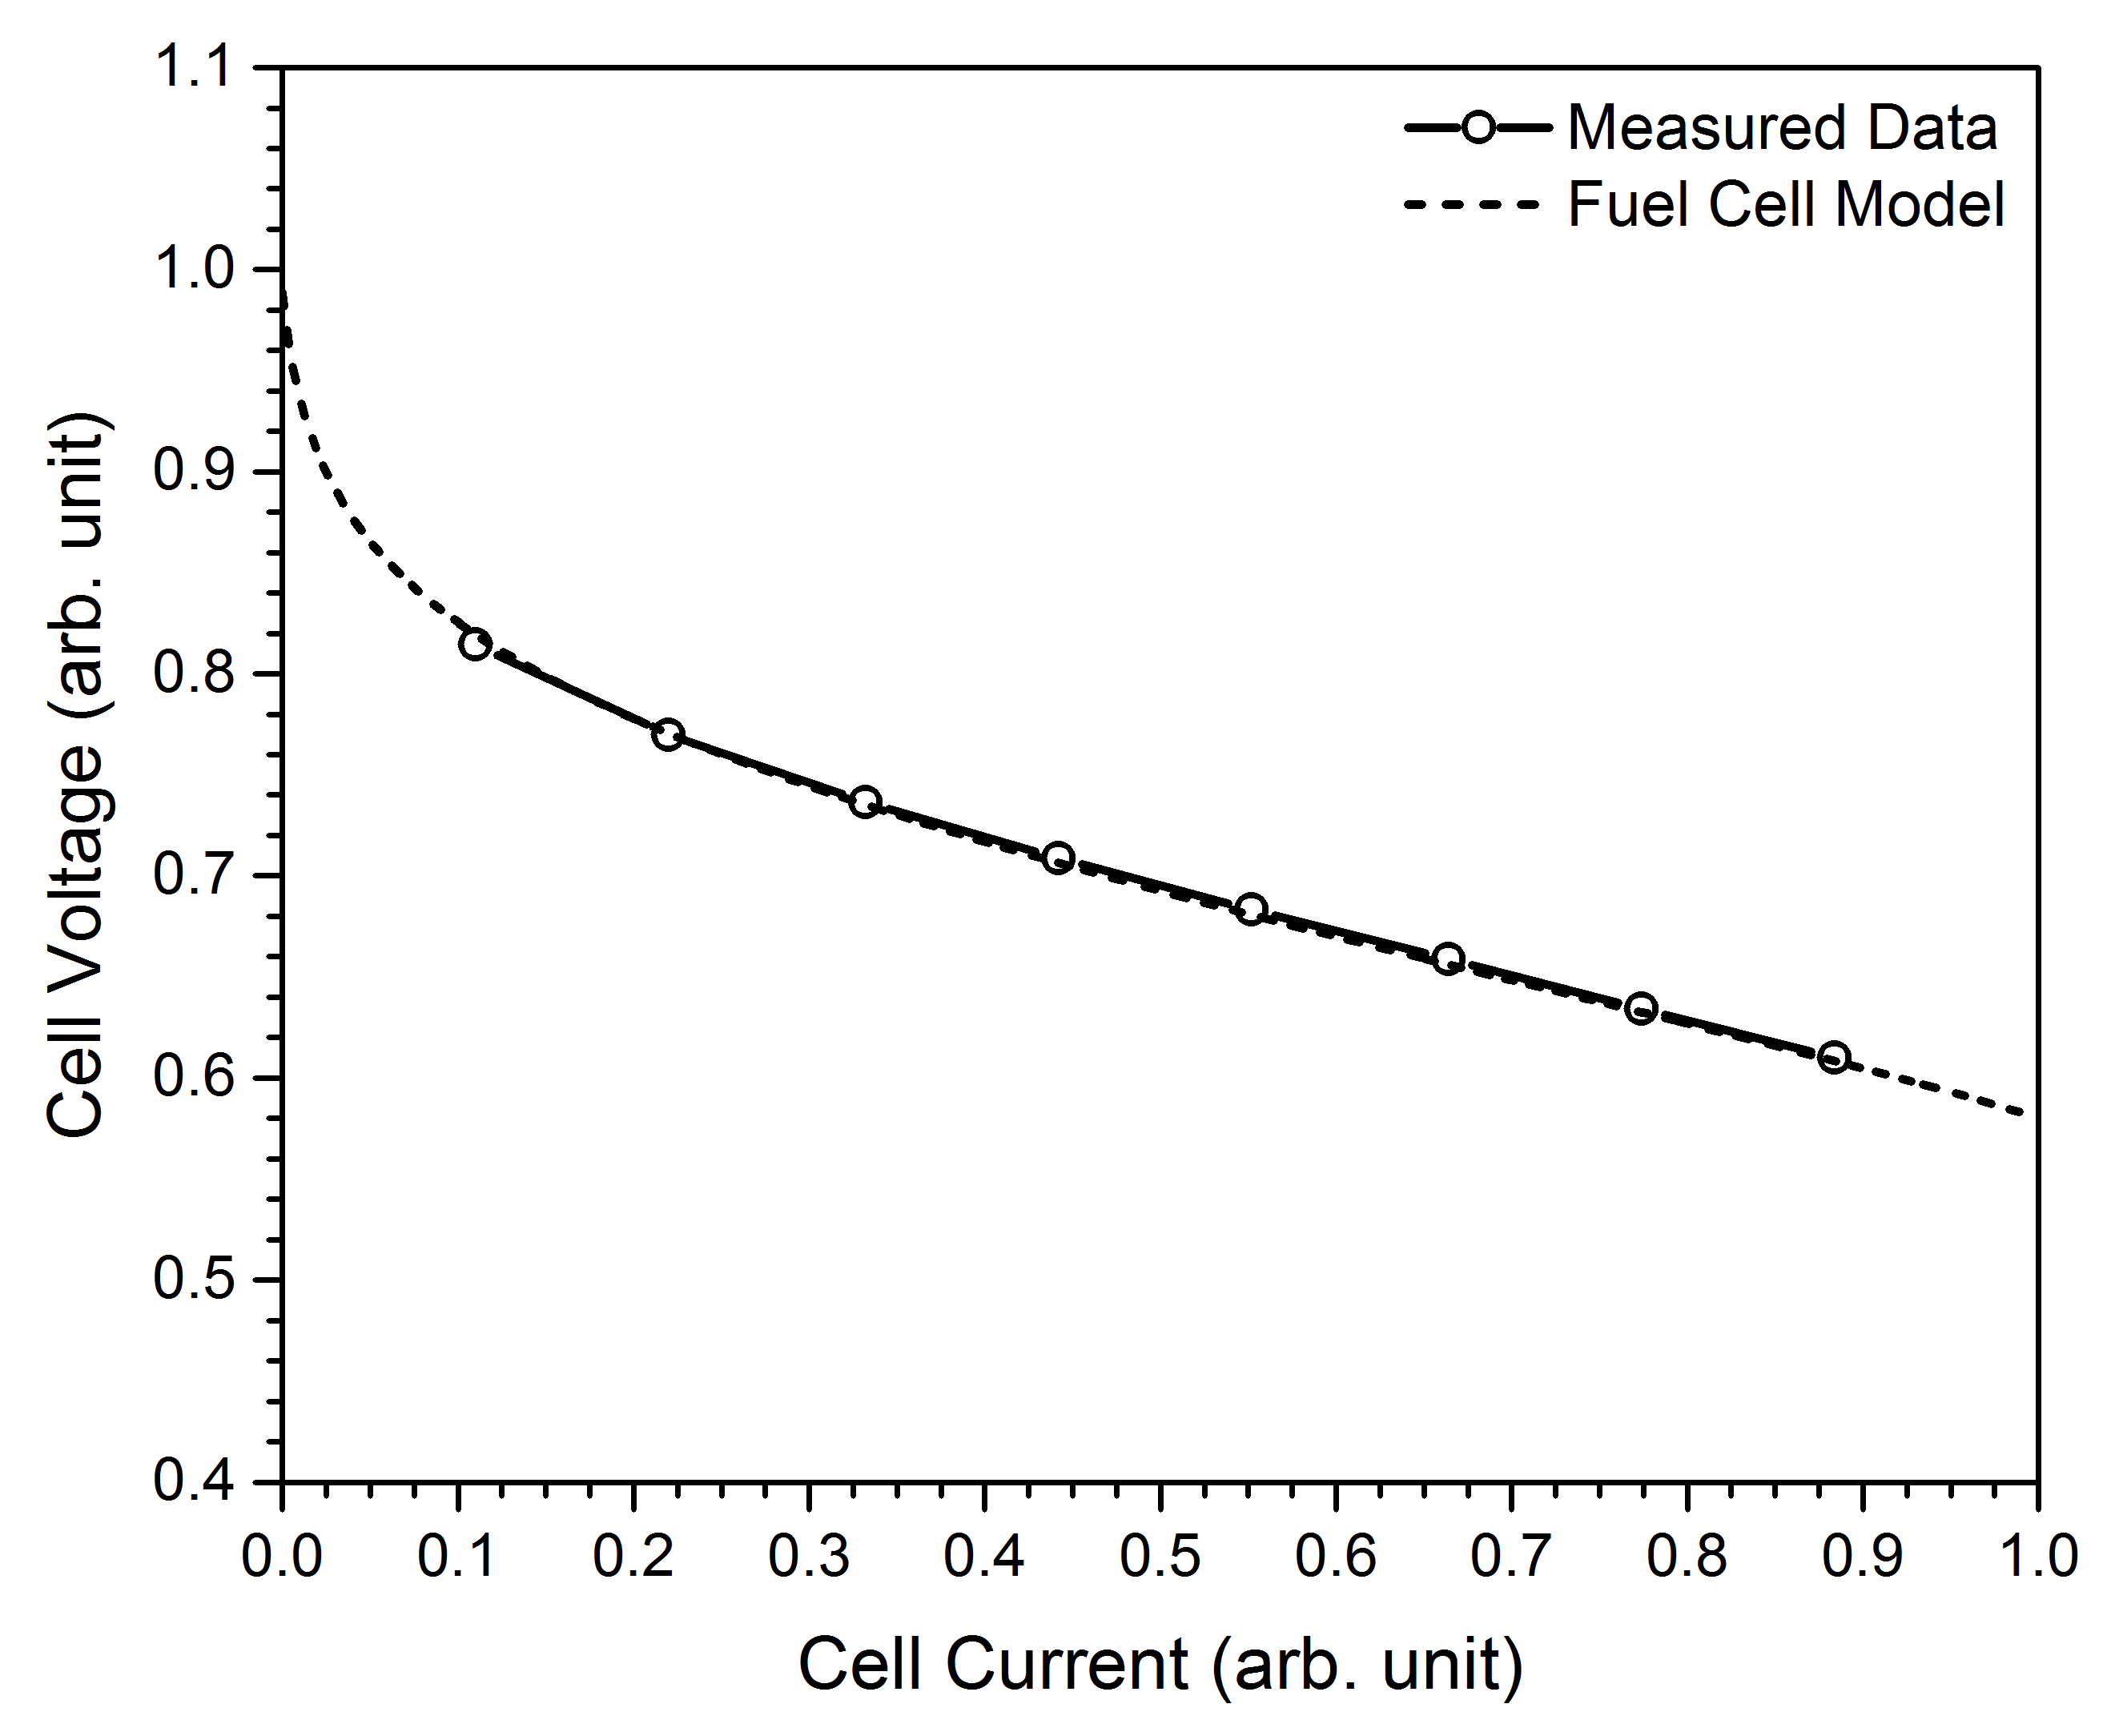 Measured Data
Fuel Cell Model
Cell Voltage (arb. unit)
1.1
1.0
0.9
0.8
0.7
0.6
0.5
0.4
0.0 0.1 0.2 0.3 0.4 0.5 0.6 0.7 0.8 0.9 1.0
Cell Current (arb. unit)